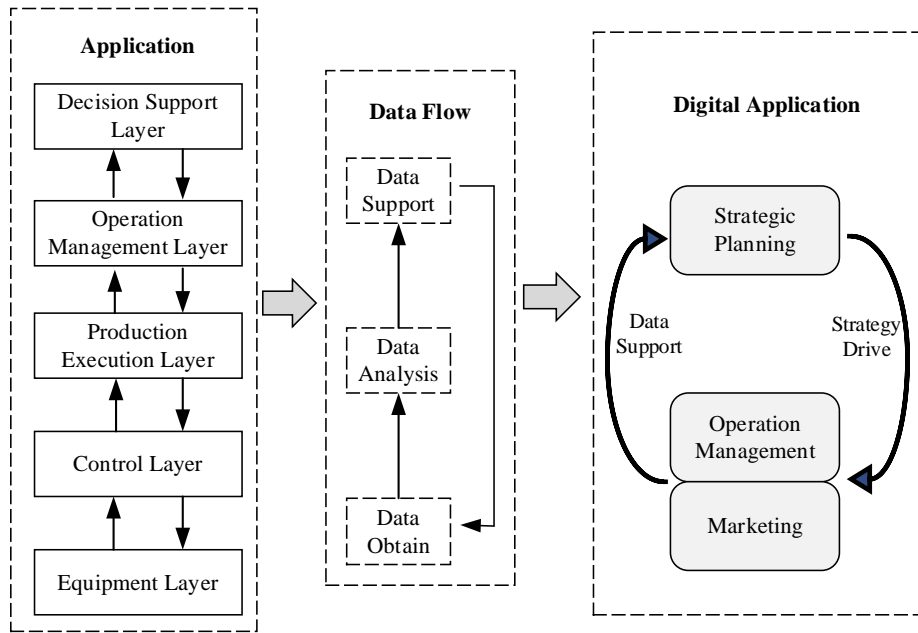 Application
Decision Support
Layer
Operation
Management Layer
Production
Execution Layer
Control Layer
Equipment Layer
Data Flow
Data
Support
Data
Analysis
Data
Obtain
Digital Application
Strategic
Planning
Data
Support
Strategy
Drive
Operation
Management
Marketing